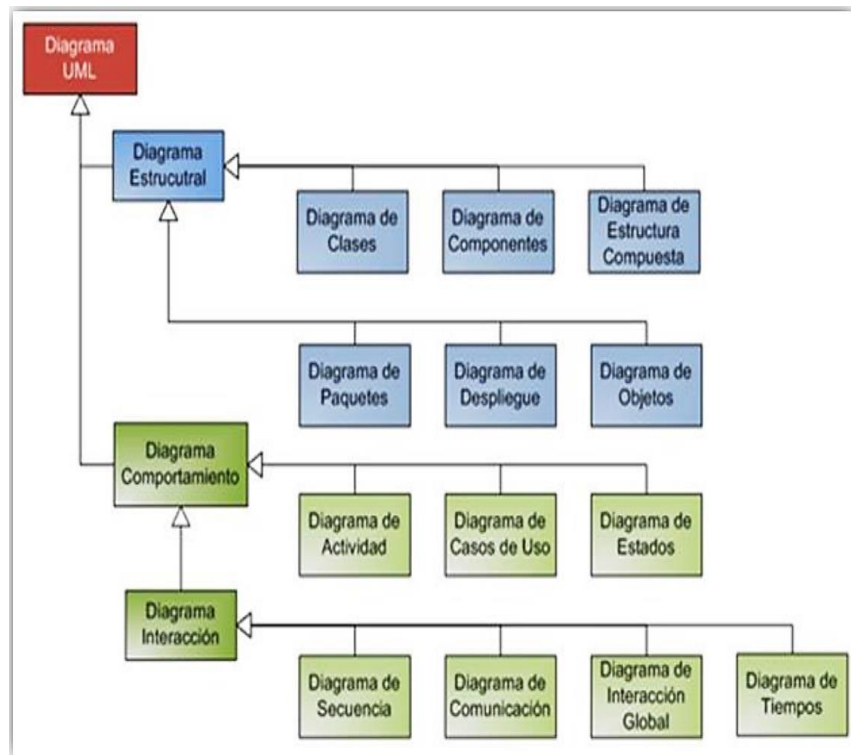 Diagrama
UML
Diagrama
Estrucutral
Diagrama de
Clases
Diagrama de
Componentes
Diagrama de
Estructura
Compuesta
Diagrama de
Paquetes
Diagrama de
Despliegue
Diagrama de
Objetos
Diagrama
Comportamiento
Diagrama de
Actividad
Diagrama de
Casos de Uso
Diagrama de
Estados
Diagrama
Interacción
Diagrama de
Secuencia
Diagrama de
Comunicación
Diagrama de
Interacción
Global
Diagrama de
Tiempos